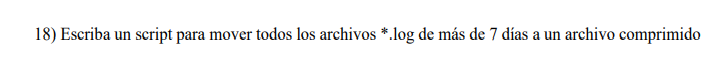 18) Escriba un script para mover todos los archivos *.log de más de 7 días a un archivo comprimido